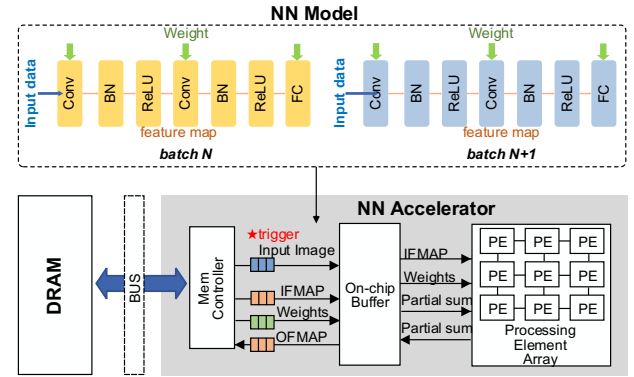 NN Model
Weight
Weight
Input data
Conv
BN
ReLU
Conv
BN
ReLU
FC
feature map
batch N
Input data
Conv
BN
ReLU
Conv
BN
ReLU
FC
feature map
batch N+1
NN Accelerator
DRAM
BUS
Mem
Controller
★trigger
Input Image
IFMAP
Weights
OFMAP
On-chip
Buffer
IFMAP
Weights
Partial sum
Partial sum
PE PE PE
PE PE PE
PE PE PE
Processing
Element
Array